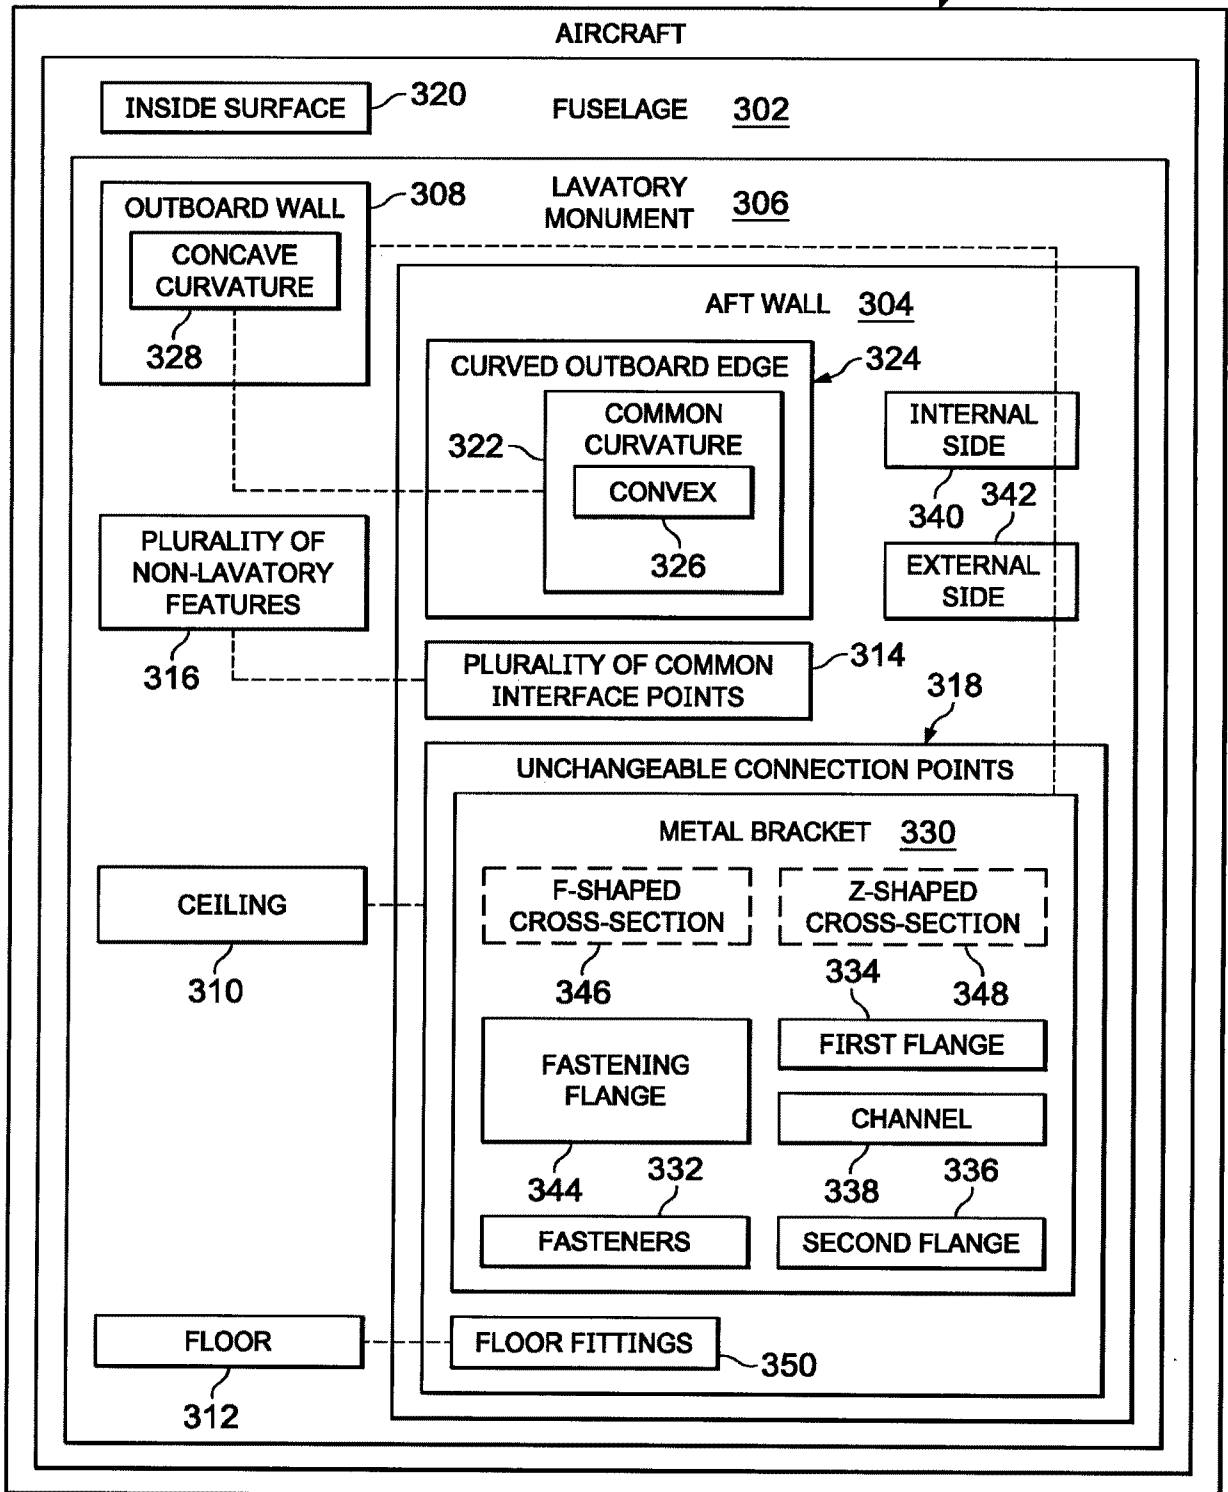 AIRCRAFT
INSIDE SURFACE
320
FUSELAGE 302
OUTBOARD WALL
308
LAVATORY
MONUMENT 306
CONCAVE
CURVATURE
328
AFT WALL 304
CURVED OUTBOARD EDGE
324
COMMON
CURVATURE
322
CONVEX
326
INTERNAL
SIDE
340
342
EXTERNAL
SIDE
PLURALITY OF
NON-LAVATORY
FEATURES
316
PLURALITY OF COMMON
INTERFACE POINTS
314
318
UNCHANGEABLE CONNECTION POINTS
METAL BRACKET 330
CEILING
310
F-SHAPED
CROSS-SECTION
346
Z-SHAPED
CROSS-SECTION
348
334
FIRST FLANGE
FASTENING
FLANGE
344
CHANNEL
338
332
FASTENERS
336
SECOND FLANGE
FLOOR
312
FLOOR FITTINGS
350